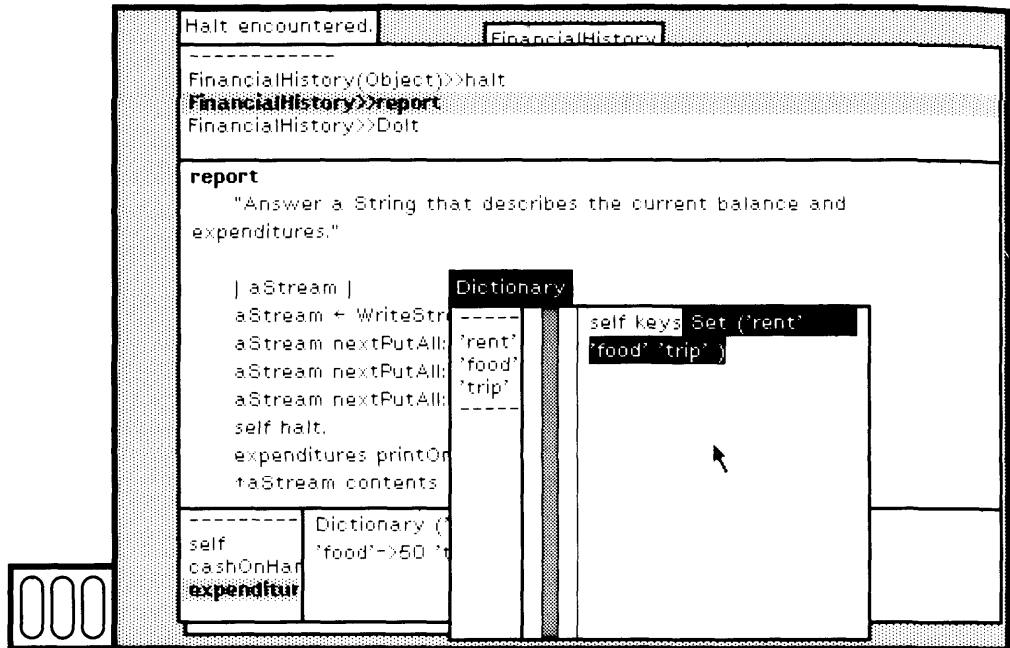 Halt encountered.
FinancialHistory
FinancialHistory(Object)>>halt
FinancialHistory>>report
FinancialHistory>>DoIt
report
"Answer a String that describes the current balance and
expenditures."
| aStream |
aStream ← WriteStre
aStream nextPutAll:
aStream nextPutAll:
aStream nextPutAll:
self halt.
expenditures printOn
↑aStream contents
Dictionary
'rent'
'food'
'trip'
self keys Set ('rent'
'food' 'trip' )
self
cashOnHan
expenditur
Dictionary ('
'food'->50 't